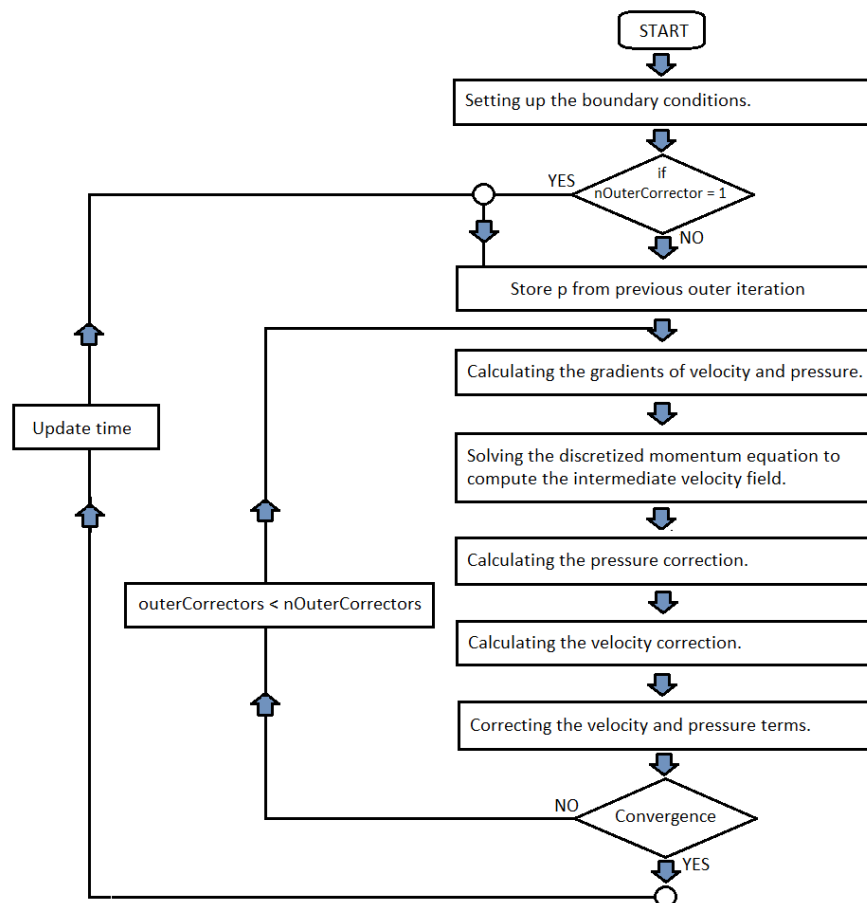 START
Setting up the boundary conditions.
if
nOuterCorrector = 1
YES
NO
Store p from previous outer iteration
Calculating the gradients of velocity and pressure.
Update time
Solving the discretized momentum equation to
compute the intermediate velocity field.
Calculating the pressure correction.
outerCorrectors < nOuterCorrectors
Calculating the velocity correction.
Correcting the velocity and pressure terms.
NO
Convergence
YES